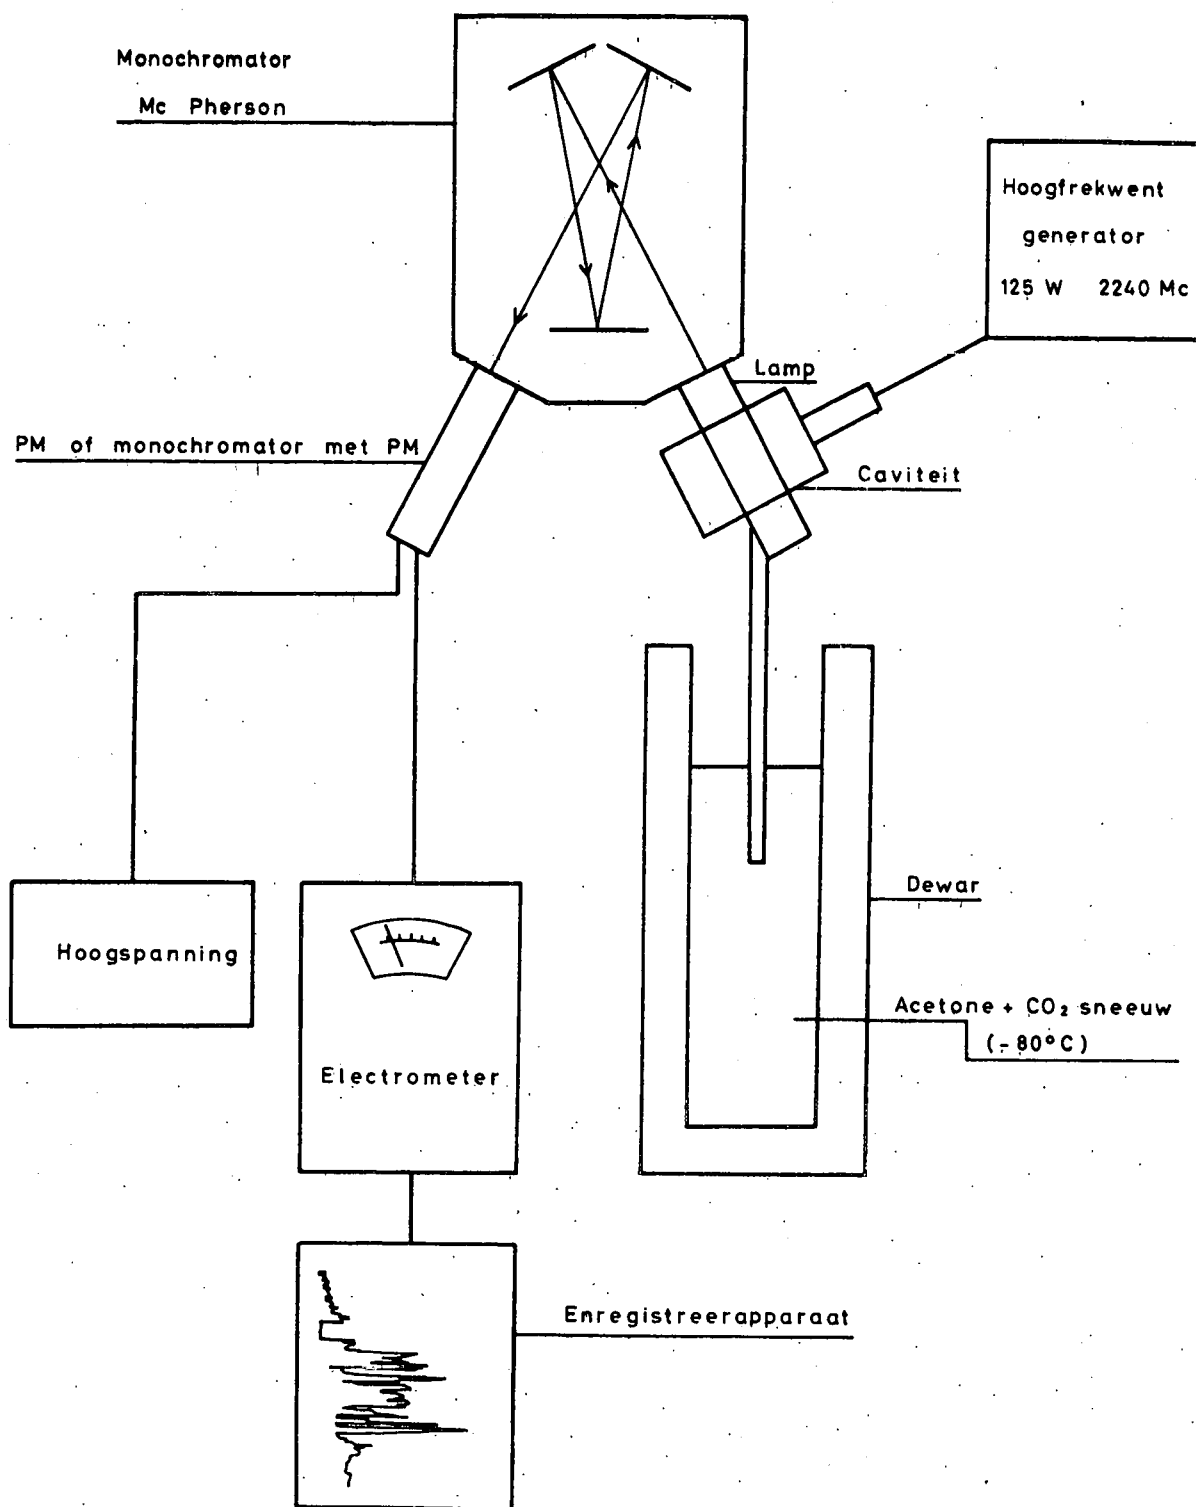 Monochromator
Mc Pherson
Hoogfrekwent
generator
125 W 2240 Mc
Lamp
PM of monochromator met PM
Caviteit
Dewar
Hoogspanning
Acetone + CO₂ sneeuw
(-80°C)
Electrometer
Enregistreerapparaat